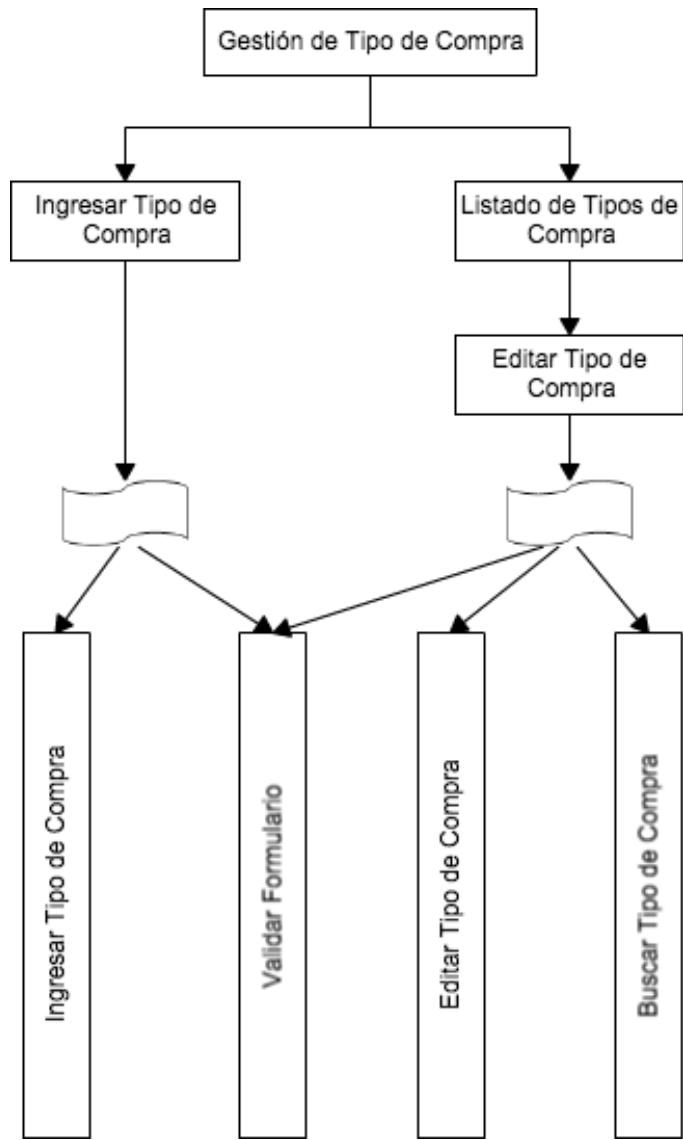 Gestión de Tipo de Compra
Ingresar Tipo de
Compra
Listado de Tipos de
Compra
Editar Tipo de
Compra
Ingresar Tipo de Compra
Validar Formulario
Editar Tipo de Compra
Buscar Tipo de Compra